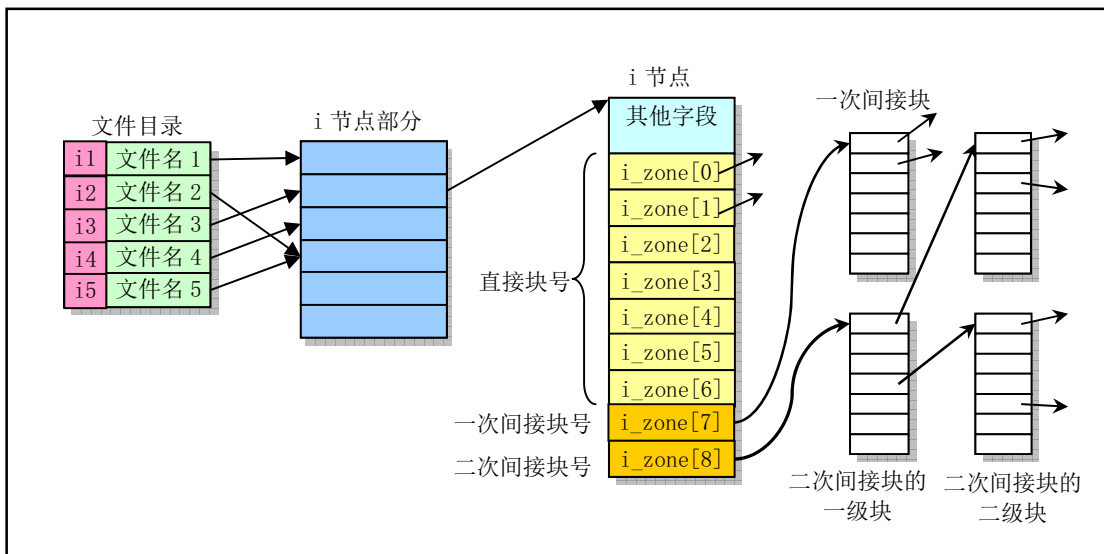 文件目录
i1 文件名 1
i2 文件名 2
i3 文件名 3
i4 文件名 4
i5 文件名 5
i 节点部分
i 节点
其他字段
i_zone[0]
i_zone[1]
i_zone[2]
i_zone[3]
i_zone[4]
i_zone[5]
i_zone[6]
i_zone[7]
i_zone[8]
直接块号
一次间接块号
二次间接块号
一次间接块
二次间接块的
一级块
二次间接块的
二级块